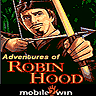 Adventures of
ROBIN
HOOD
mobile win